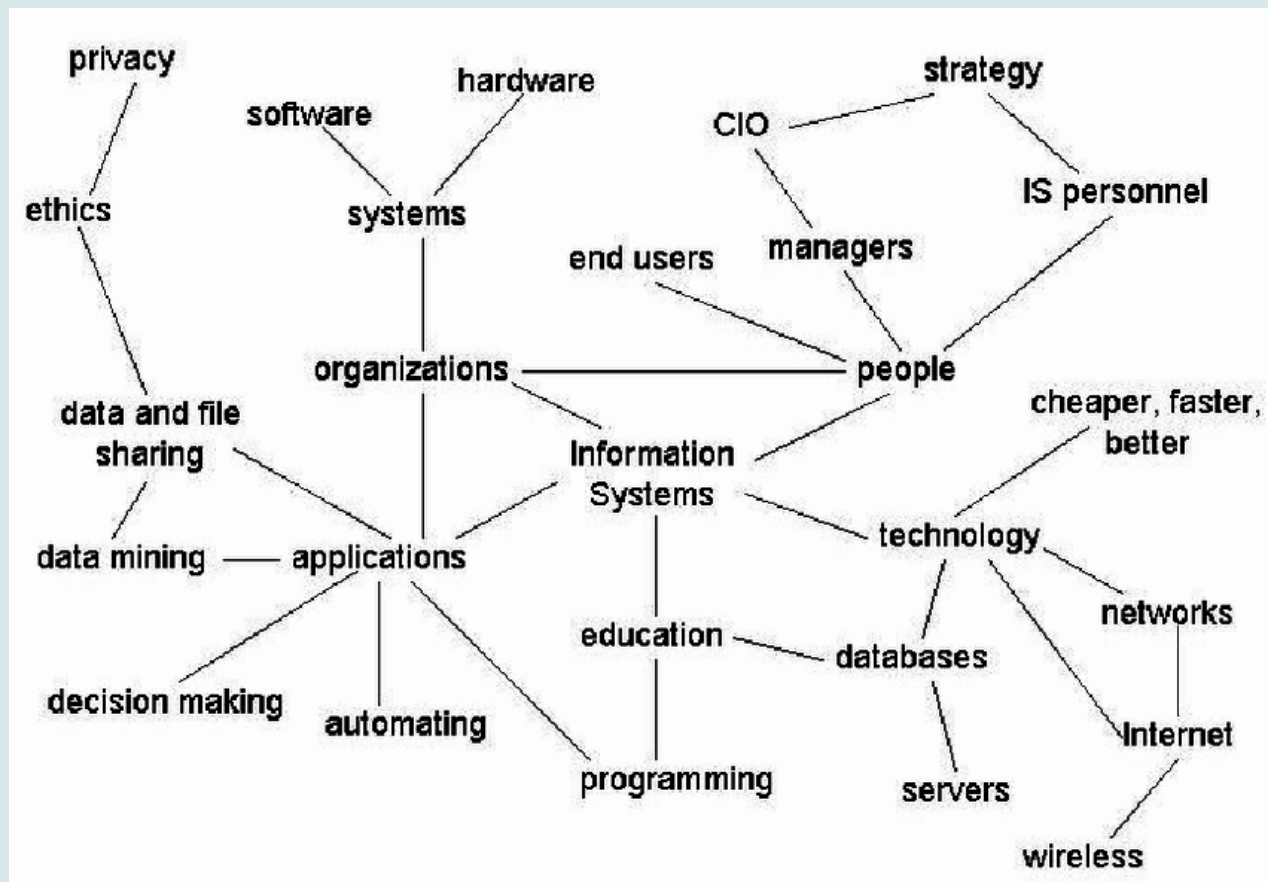 privacy
hardware
strategy
software
CIO
ethics
systems
IS personnel
end users
managers
organizations
people
data and file
sharing
cheaper, faster,
better
Information
Systems
data mining
applications
technology
networks
education
databases
decision making
automating
Internet
programming
servers
wireless